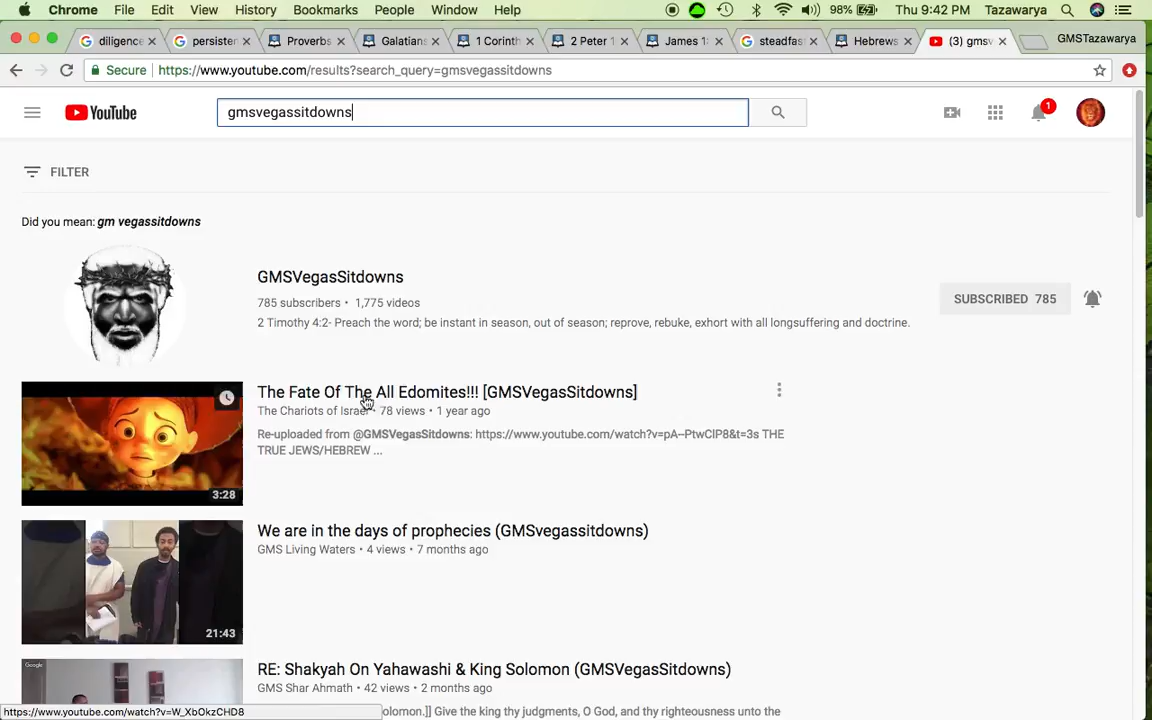 Chrome File Edit View History Bookmarks People Window Help 98% Thu 9:42 PM Tazawarya
diligence persisten Proverbs Galatians 1 Corinth 2 Peter 1 James 1: steadfas Hebrews (3) gmsv GMSTazawarya
Secure https://www.youtube.com/results?search_query=gmsvegassitdowns
YouTube gmsvegassitdowns 1
FILTER
Did you mean: gm vegassitdowns
GMSVegasSitdowns
785 subscribers • 1,775 videos
SUBSCRIBED 785
2 Timothy 4:2- Preach the word; be instant in season, out of season; reprove, rebuke, exhort with all longsuffering and doctrine.
The Fate Of The All Edomites!!! [GMSVegasSitdowns]
The Chariots of Israel • 78 views • 1 year ago
Re-uploaded from @GMSVegasSitdowns: https://www.youtube.com/watch?v=pA--PtwClP8&t=3s THE
TRUE JEWS/HEBREW ...
3:28
We are in the days of prophecies (GMSvegassitdowns)
GMS Living Waters • 4 views • 7 months ago
21:43
Google
RE: Shakyah On Yahawashi & King Solomon (GMSVegasSitdowns)
GMS Shar Ahmath • 42 views • 2 months ago
olomon.]] Give the king thy judgments, O God, and thy righteousness unto the
https://www.youtube.com/watch?v=W_XbOkzCHD8